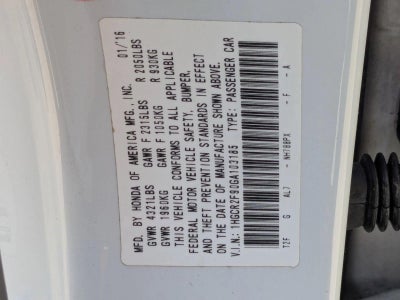 MFD. BY HONDA OF AMERICA MFG., INC. 01/16
GAWR F 2315LBS R 2050LBS
GVWR 4321LBS
GAWR F 1050KG R 930KG
GVWR 1960KG
THIS VEHICLE CONFORMS TO ALL APPLICABLE
FEDERAL MOTOR VEHICLE SAFETY, BUMPER,
AND THEFT PREVENTION STANDARDS IN EFFECT
ON THE DATE OF MANUFACTURE SHOWN ABOVE.
V.I.N.: 1HGCR2F90GA103185 TYPE: PASSENGER CAR
T2F G AL7 - NH788PX - F - A